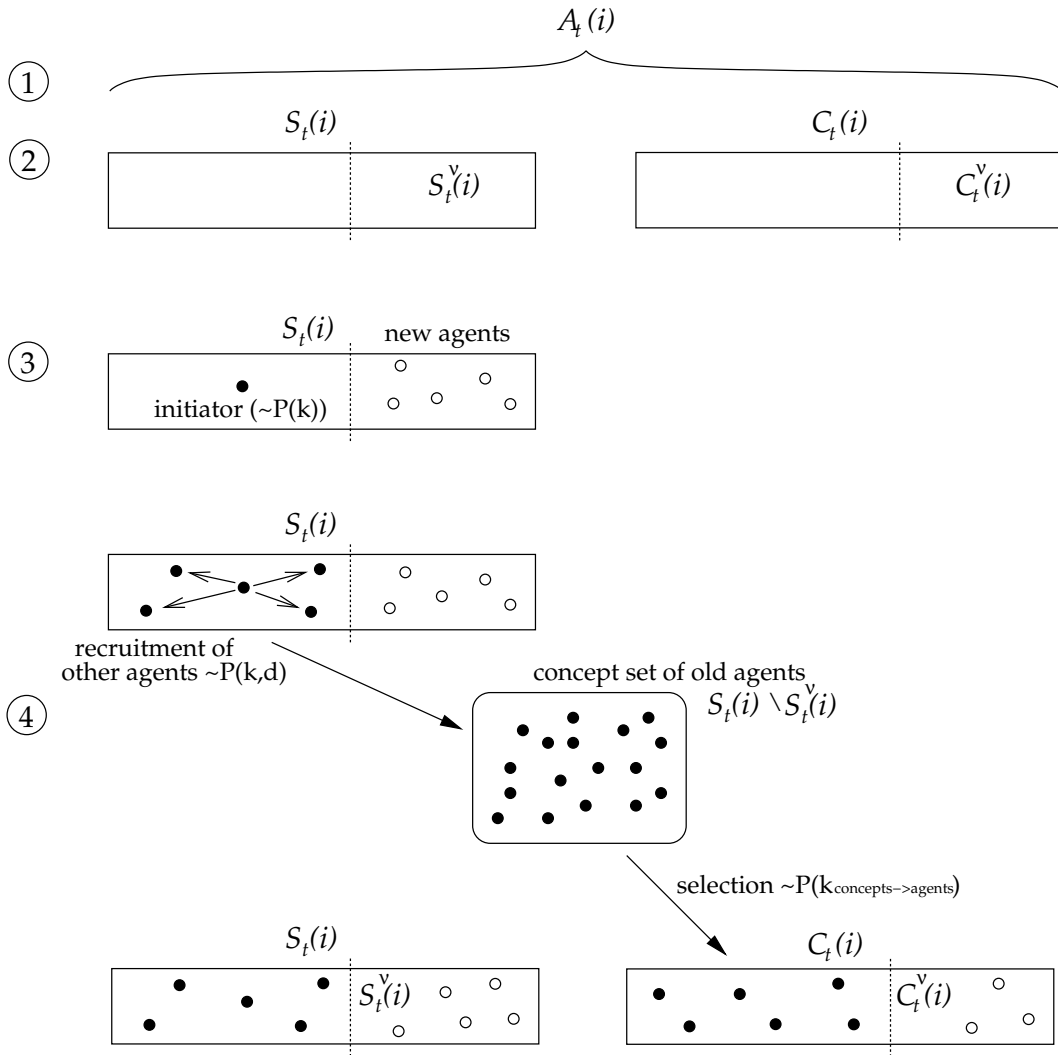 A_t(i)
①
S_t(i) C_t(i)
②
S_t^ν(i) C_t^ν(i)
S_t(i) new agents
③
initiator (~P(k))
S_t(i)
recruitment of
other agents ~P(k,d)
concept set of old agents
S_t(i) \ S_t^ν(i)
④
selection ~P(k_concepts->agents)
S_t(i) C_t(i)
S_t^ν(i) C_t^ν(i)